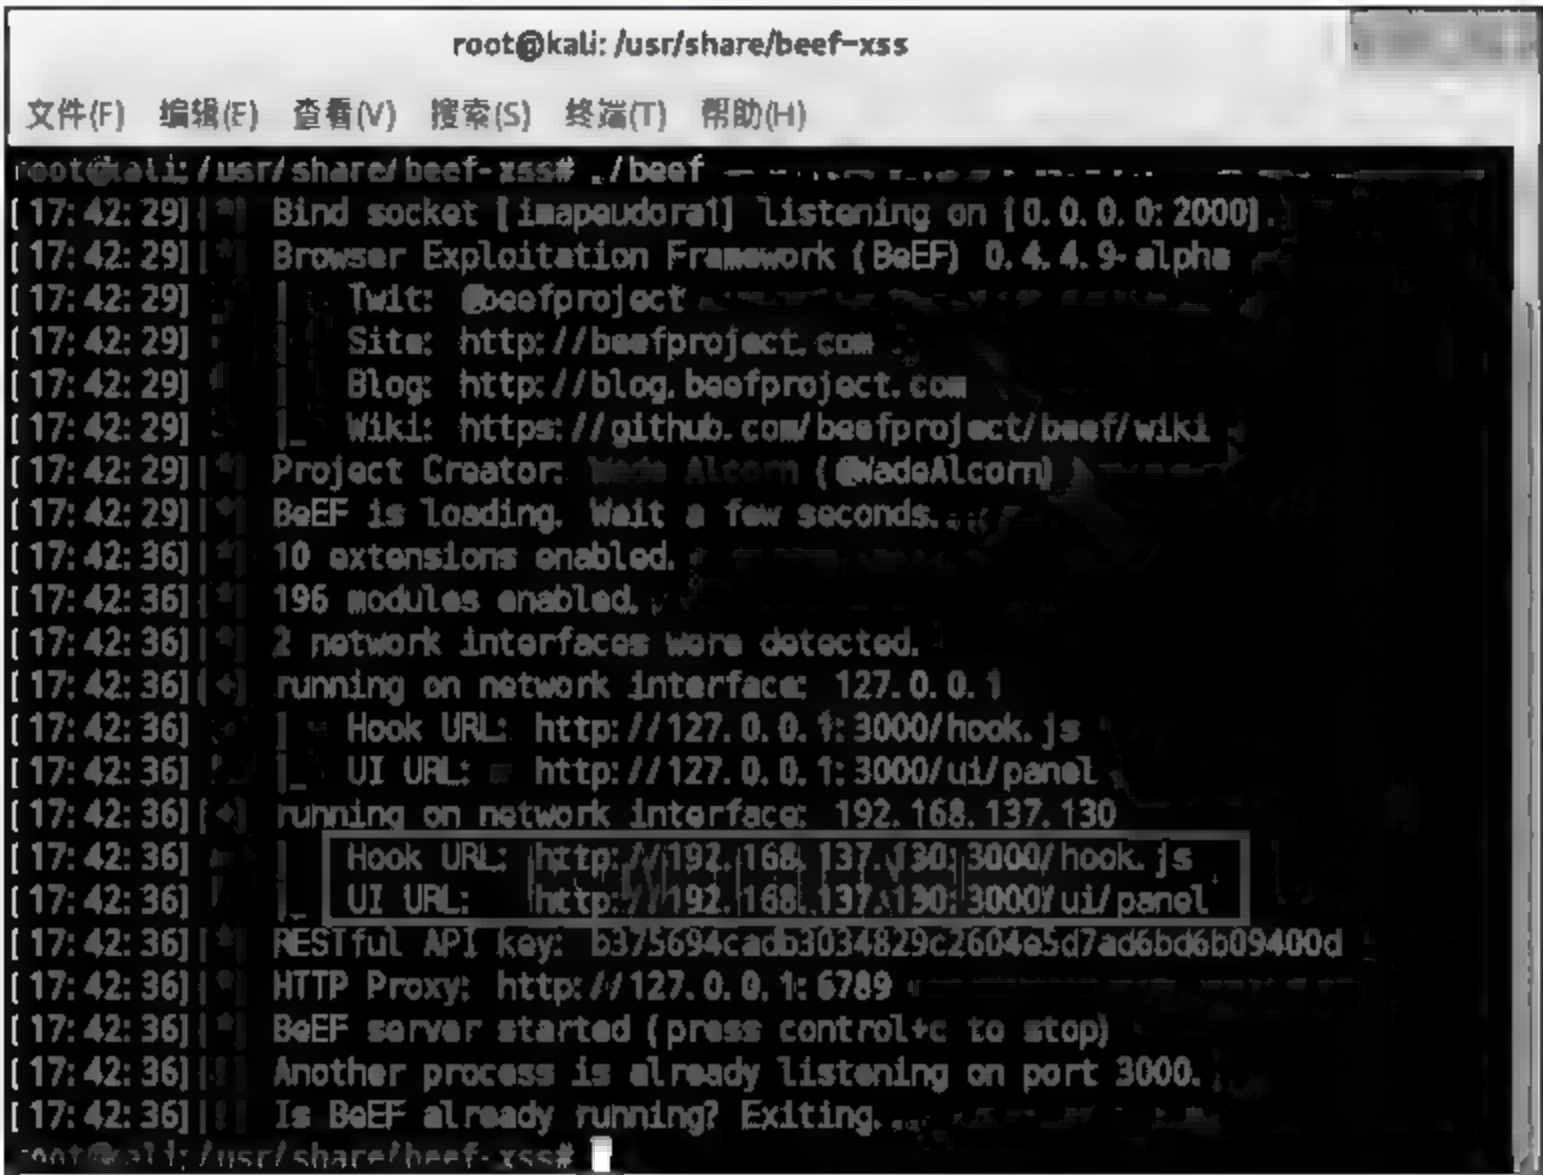 root@kali: /usr/share/beef-xss
文件(F) 编辑(E) 查看(V) 搜索(S) 终端(T) 帮助(H)
root@kali:/usr/share/beef-xss# ./beef
[17:42:29][*] Bind socket [imapeudora1] listening on [0.0.0.0:2000].
[17:42:29][*] Browser Exploitation Framework (BeEF) 0.4.4.9-alpha
[17:42:29] | Twit: @beefproject
[17:42:29] | Site: http://beefproject.com
[17:42:29] | Blog: http://blog.beefproject.com
[17:42:29] |_ Wiki: https://github.com/beefproject/beef/wiki
[17:42:29][*] Project Creator: Wade Alcorn (@WadeAlcorn)
[17:42:29][*] BeEF is loading. Wait a few seconds...
[17:42:36][*] 10 extensions enabled.
[17:42:36][*] 196 modules enabled.
[17:42:36][*] 2 network interfaces were detected.
[17:42:36][+] running on network interface: 127.0.0.1
[17:42:36] | Hook URL: http://127.0.0.1:3000/hook.js
[17:42:36] |_ UI URL: http://127.0.0.1:3000/ui/panel
[17:42:36][+] running on network interface: 192.168.137.130
[17:42:36] | Hook URL: http://192.168.137.130:3000/hook.js
[17:42:36] |_ UI URL: http://192.168.137.130:3000/ui/panel
[17:42:36][*] RESTful API key: b375694cadb3034829c2604e5d7ad6bd6b09400d
[17:42:36][*] HTTP Proxy: http://127.0.0.1:6789
[17:42:36][*] BeEF server started (press control+c to stop)
[17:42:36][!] Another process is already listening on port 3000.
[17:42:36][!] Is BeEF already running? Exiting...
root@kali:/usr/share/beef-xss#